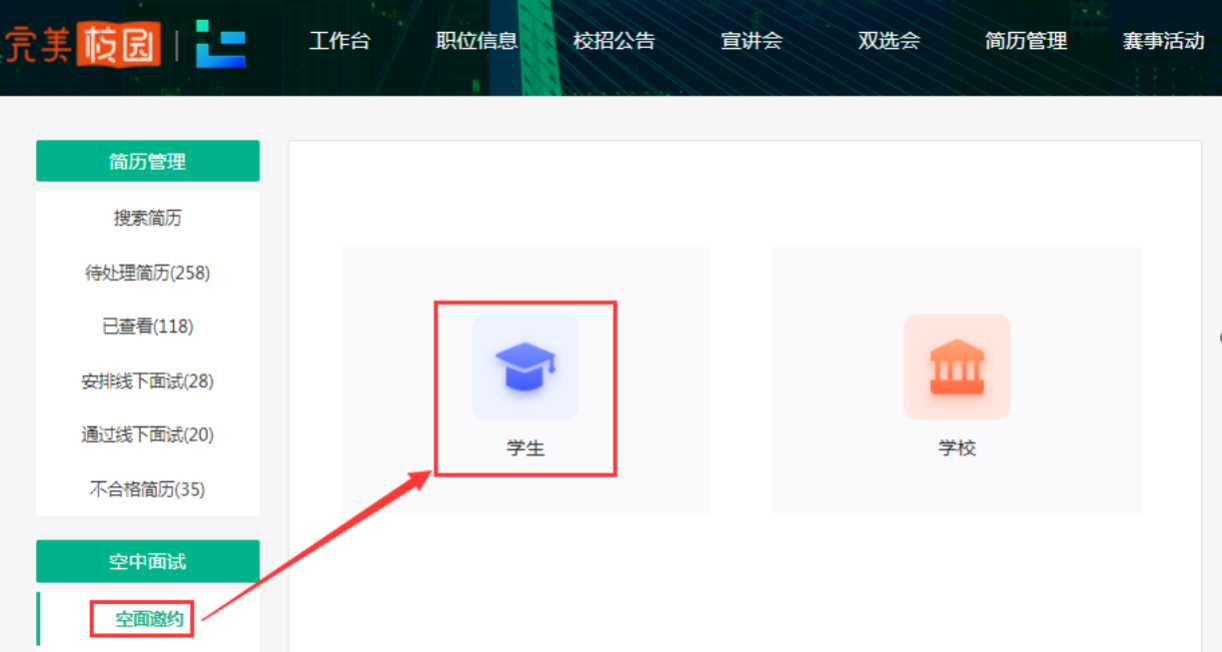 完美校园
工作台 职位信息 校招公告 宣讲会 双选会 简历管理 赛事活动
简历管理
搜索简历
待处理简历(258)
已查看(118)
安排线下面试(28)
通过线下面试(20)
不合格简历(35)
空中面试
空面邀约
学生
学校